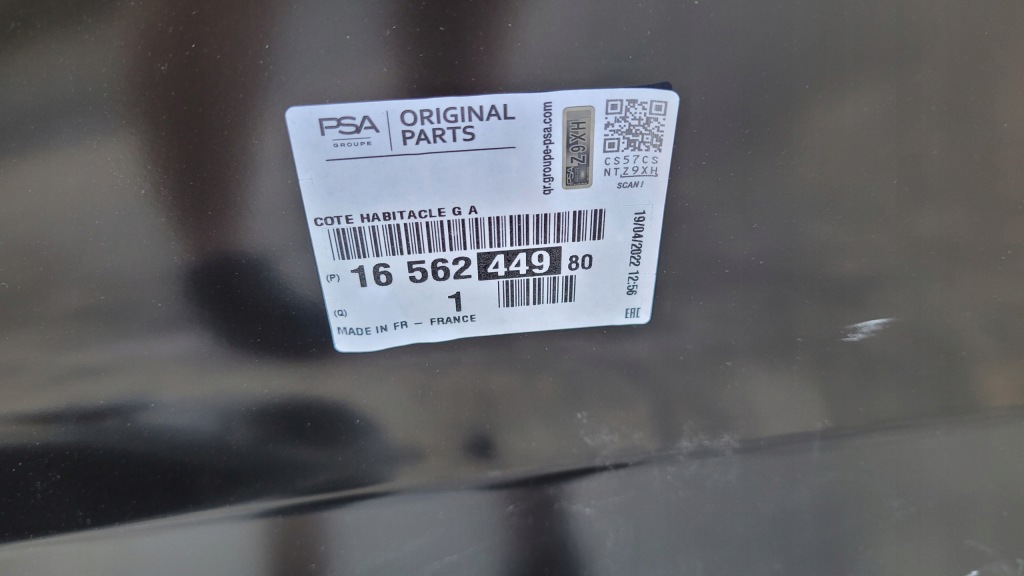 PSA
GROUPE
ORIGINAL
PARTS
qr.groupe-psa.com
Z9XH
CS57CS
NTZ9XH
SCAN!
COTE HABITACLE G A
(P) 16 562 449 80
(Q) 1
MADE IN FR - FRANCE
19/04/2022 12:56
EAC